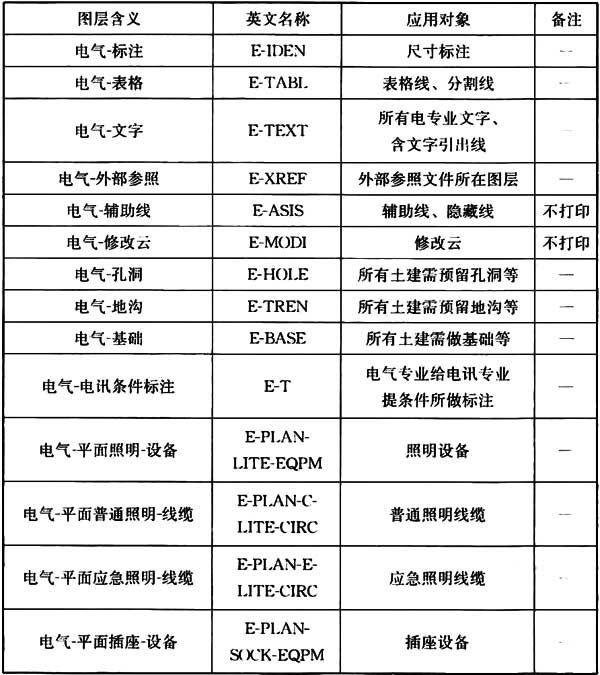 图层含义 英文名称 应用对象 备注
电气-标注 E-IDEN 尺寸标注 —
电气-表格 E-TABL 表格线、分割线 —
电气-文字 E-TEXT 所有电专业文字、 —
含文字引出线
电气-外部参照 E-XREF 外部参照文件所在图层 —
电气-辅助线 E-ASIS 辅助线、隐藏线 不打印
电气-修改云 E-MODI 修改云 不打印
电气-孔洞 E-HOLE 所有土建需预留孔洞等 —
电气-地沟 E-TREN 所有土建需预留地沟等 —
电气-基础 E-BASE 所有土建需做基础等 —
电气-电讯条件标注 E-T 电气专业给电讯专业 —
提条件所做标注
电气-平面照明-设备 E-PLAN- 照明设备 —
LITE-EQPM
电气-平面普通照明-线缆 E-PLAN-C- 普通照明线缆 —
LITE-CIRC
电气-平面应急照明-线缆 E-PLAN-E- 应急照明线缆 —
LITE-CIRC
电气-平面插座-设备 E-PLAN- 插座设备 —
SOCK-EQPM